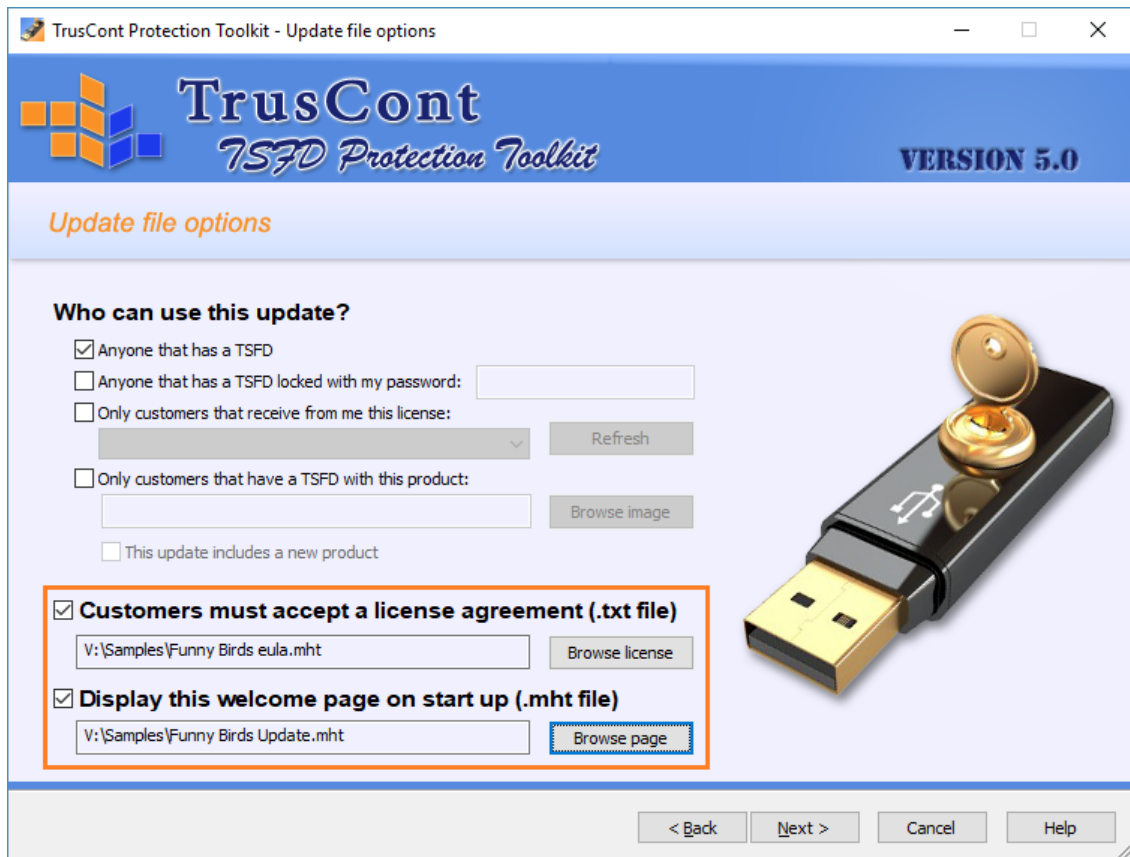 TrusCont Protection Toolkit - Update file options
TrusCont
TSFD Protection Toolkit
VERSION 5.0
Update file options
Who can use this update?
Anyone that has a TSFD
Anyone that has a TSFD locked with my password:
Only customers that receive from me this license:
Refresh
Only customers that have a TSFD with this product:
Browse image
This update includes a new product
Customers must accept a license agreement (.txt file)
V:\Samples\Funny Birds eula.mht
Browse license
Display this welcome page on start up (.mht file)
V:\Samples\Funny Birds Update.mht
Browse page
< Back Next > Cancel Help